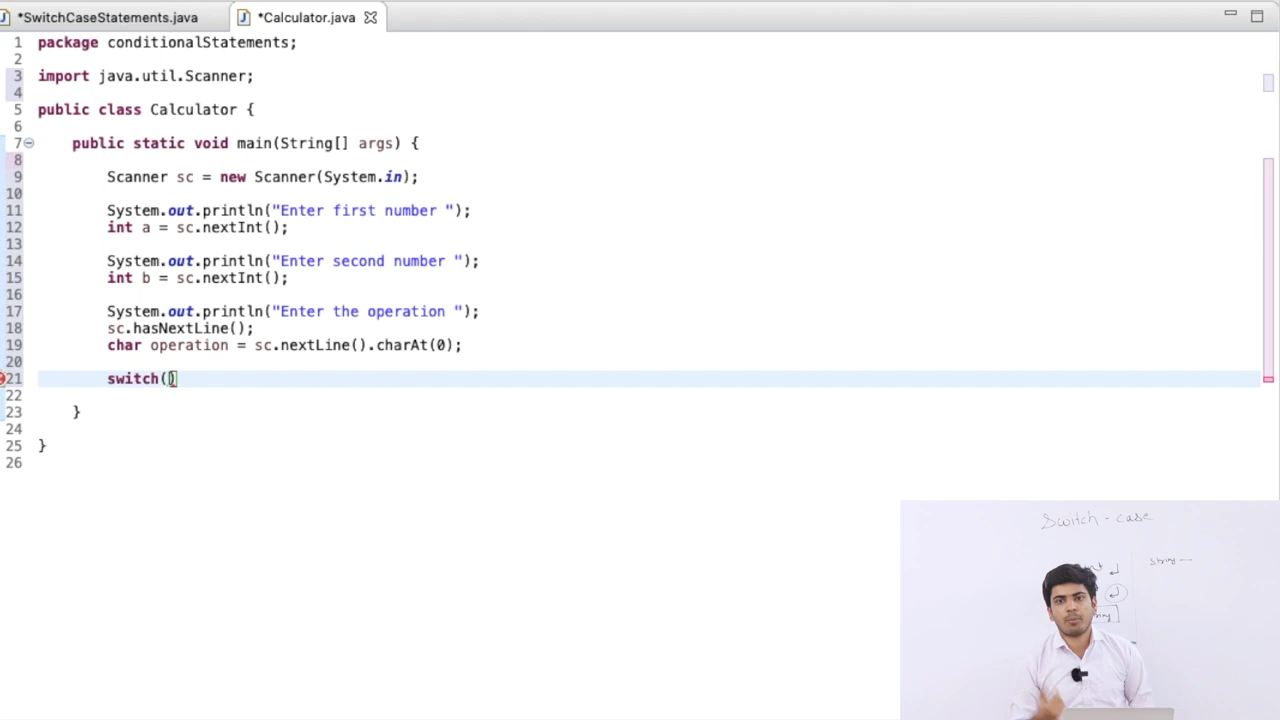 *SwitchCaseStatements.java
*Calculator.java
1 package conditionalStatements;
2
3 import java.util.Scanner;
4
5 public class Calculator {
6
7 public static void main(String[] args) {
8
9 Scanner sc = new Scanner(System.in);
10
11 System.out.println("Enter first number ");
12 int a = sc.nextInt();
13
14 System.out.println("Enter second number ");
15 int b = sc.nextInt();
16
17 System.out.println("Enter the operation ");
18 sc.hasNextLine();
19 char operation = sc.nextLine().charAt(0);
20
21 switch()
22
23 }
24
25 }
26
Switch - case
String —